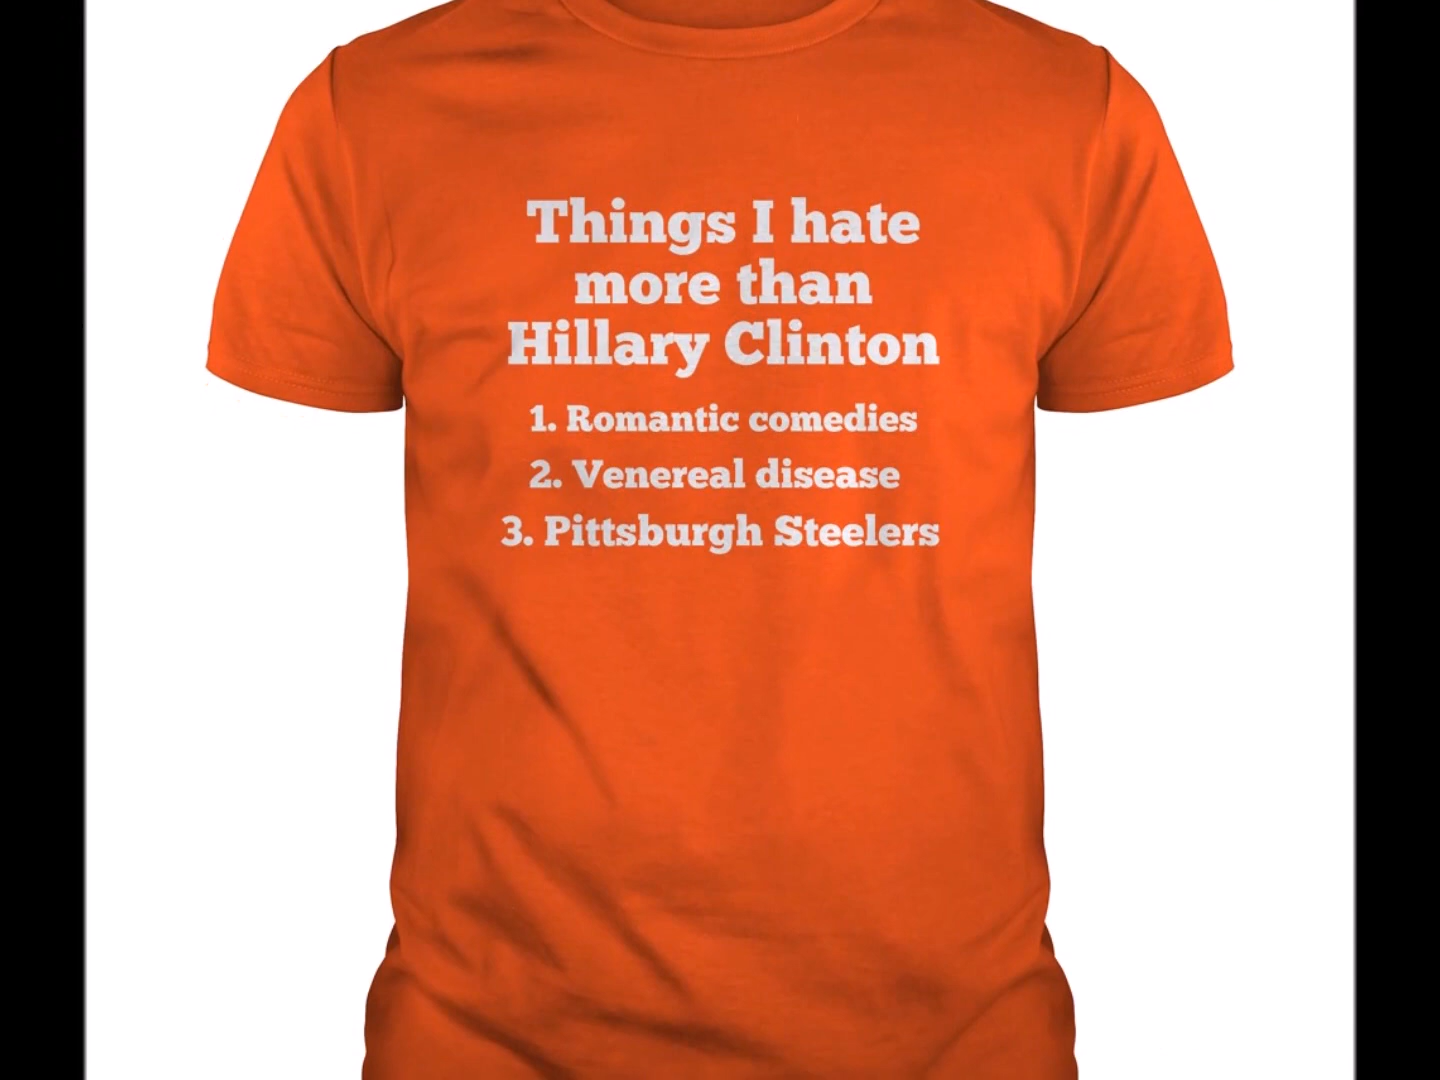 Things I hate
more than
Hillary Clinton
1. Romantic comedies
2. Venereal disease
3. Pittsburgh Steelers